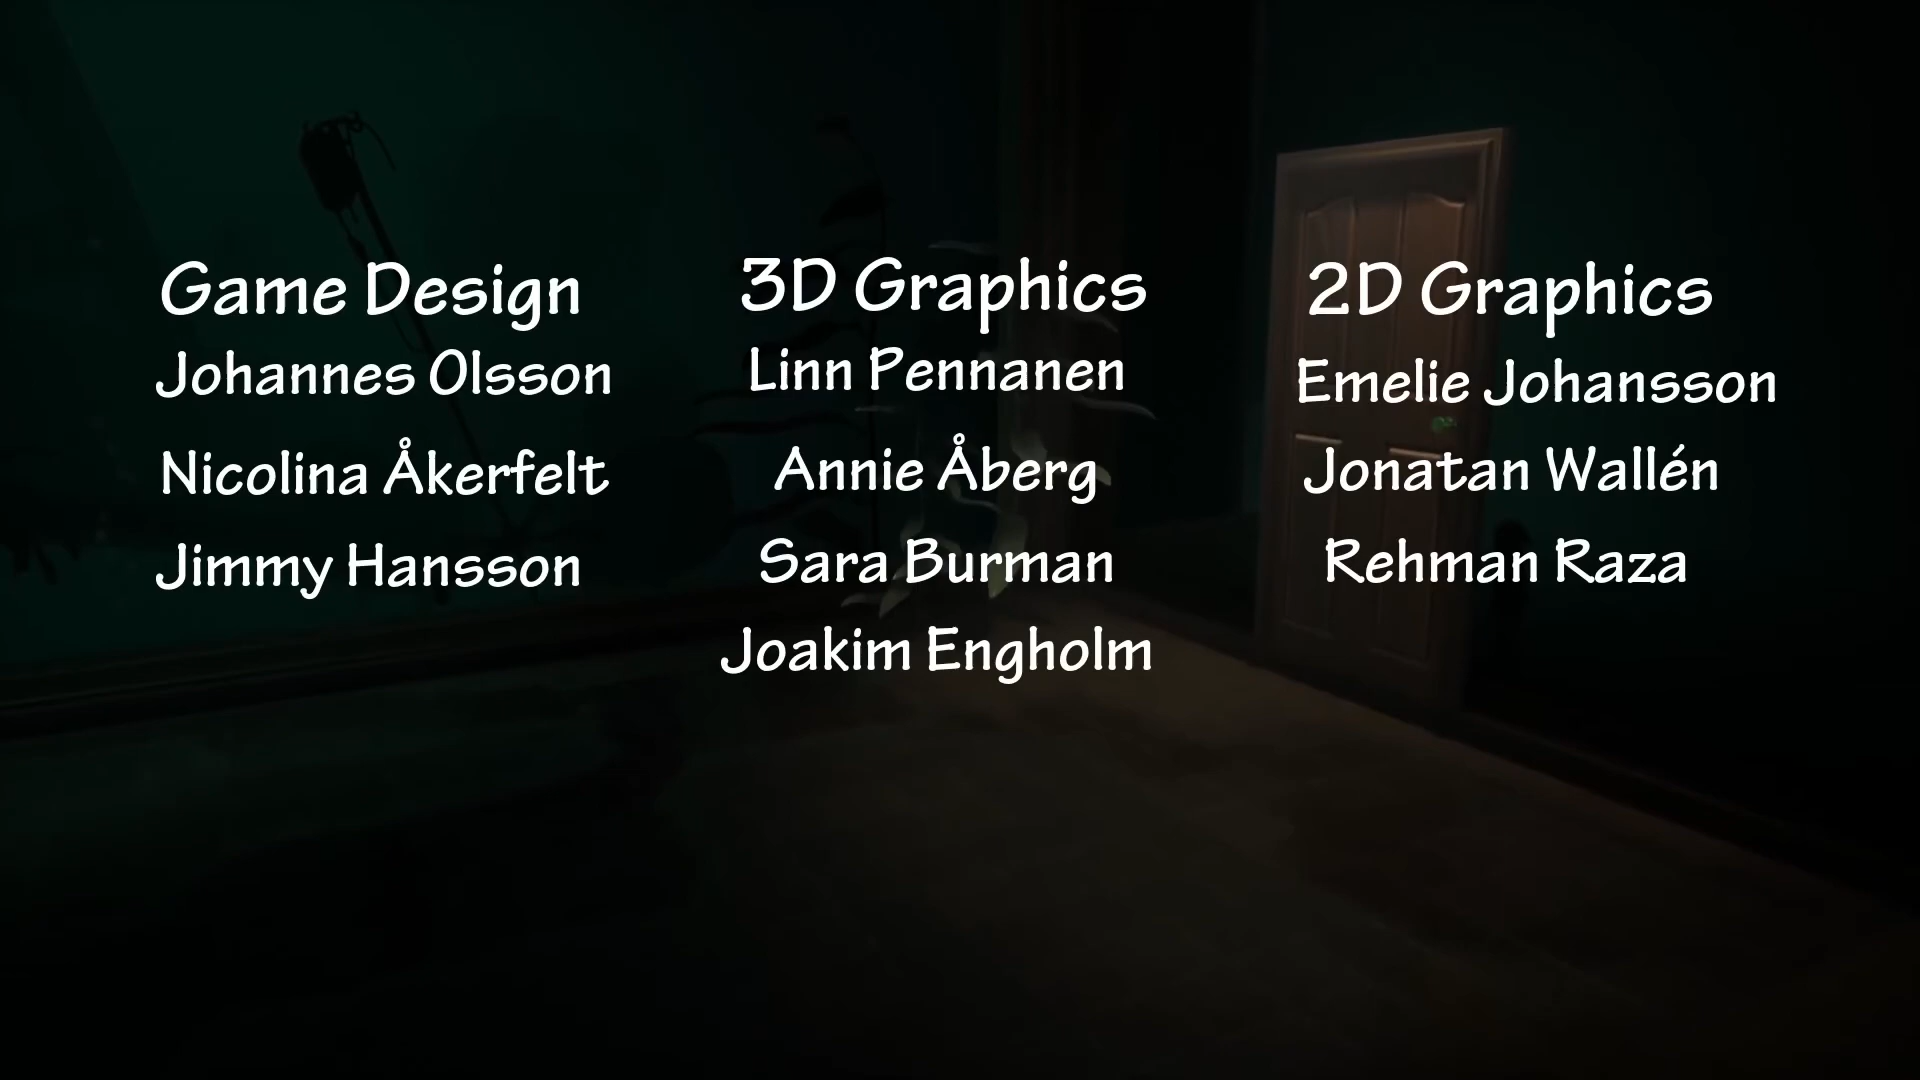 Game Design
Johannes Olsson
Nicolina Åkerfelt
Jimmy Hansson
3D Graphics
Linn Pennanen
Annie Åberg
Sara Burman
Joakim Engholm
2D Graphics
Emelie Johansson
Jonatan Wallén
Rehman Raza